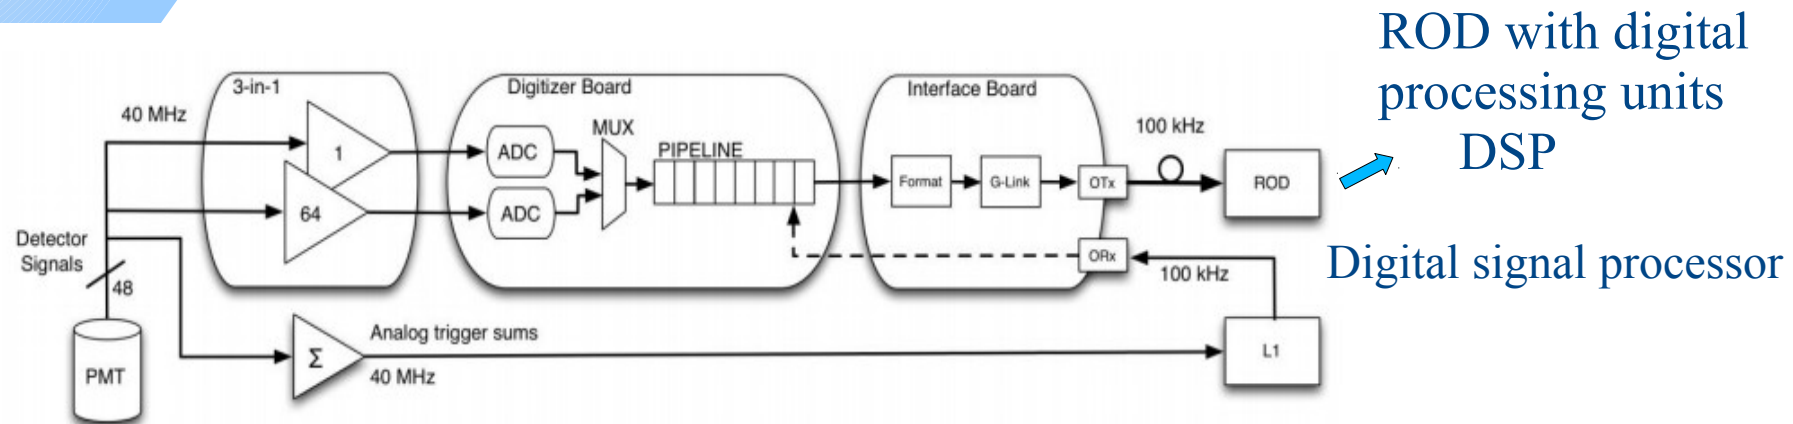 ROD with digital
processing units
DSP
3-in-1
Digitizer Board
Interface Board
40 MHz
MUX
100 kHz
1
ADC
PIPELINE
Format
G-Link
OTx
ROD
64
ADC
Detector
Signals
ORx
Digital signal processor
100 kHz
48
Analog trigger sums
Σ
L1
PMT
40 MHz